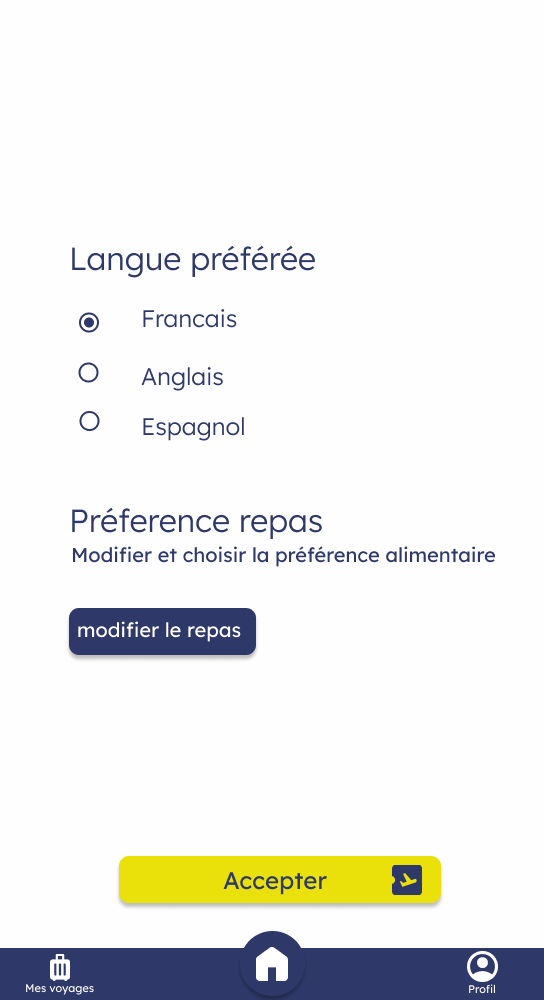 Langue préférée
Francais
Anglais
Espagnol
Préference repas
Modifier et choisir la préférence alimentaire
modifier le repas
Accepter
Mes voyages
Profil